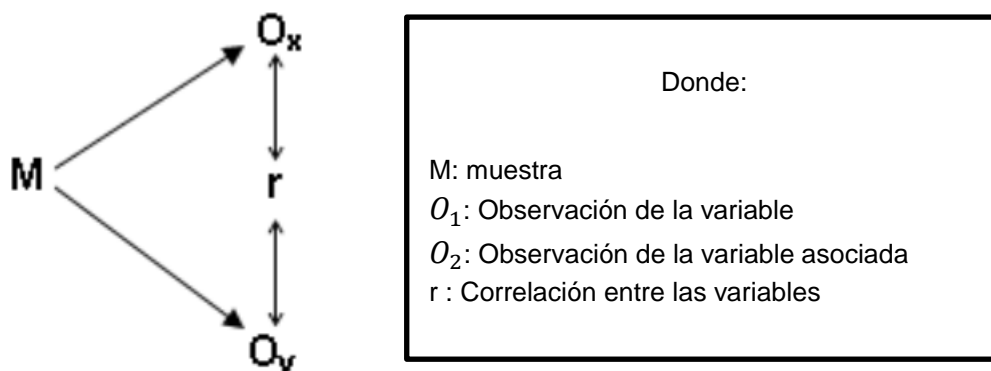 Oₓ
M
r
Oᵧ
Donde:
M: muestra
O₁: Observación de la variable
O₂: Observación de la variable asociada
r : Correlación entre las variables